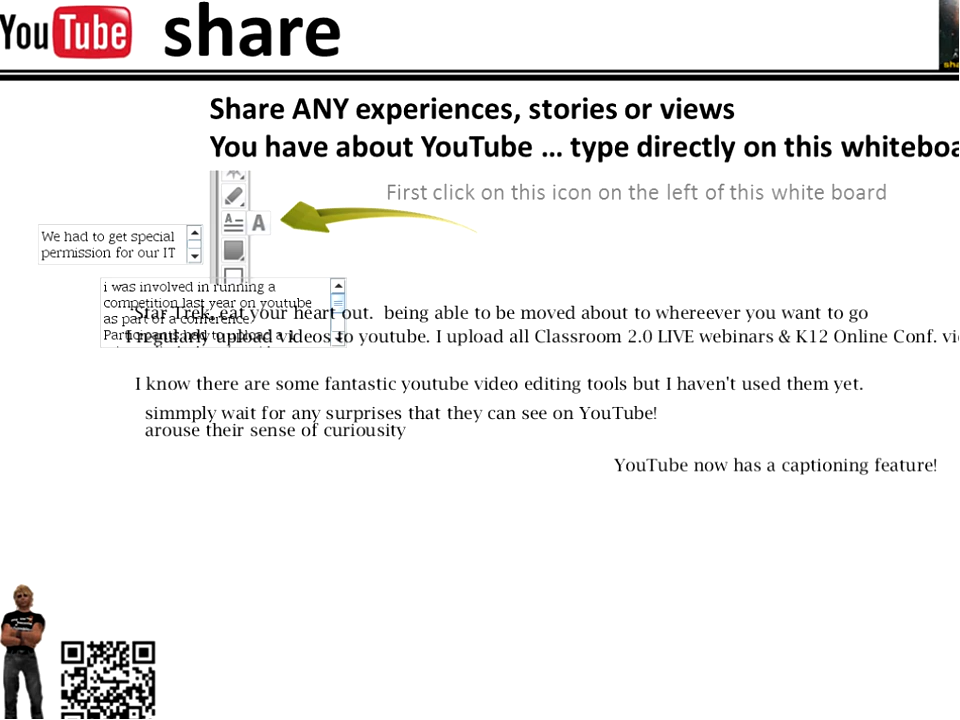 YouTube share
Share ANY experiences, stories or views
You have about YouTube … type directly on this
First click on this icon on the left of this white board
A
We had to get special
permission for our IT
i was involved in running a
competition last year on youtube
as part of a conference.
Participants had to upload a
Star Trek, eat your heart out. being able to be moved about to whereever you want to go
I regularly upload videos to youtube. I upload all Classroom 2.0 LIVE webinars & K12 Online Conf.
I know there are some fantastic youtube video editing tools but I haven't used them yet.
simmply wait for any surprises that they can see on YouTube!
arouse their sense of curiousity
YouTube now has a captioning feature!